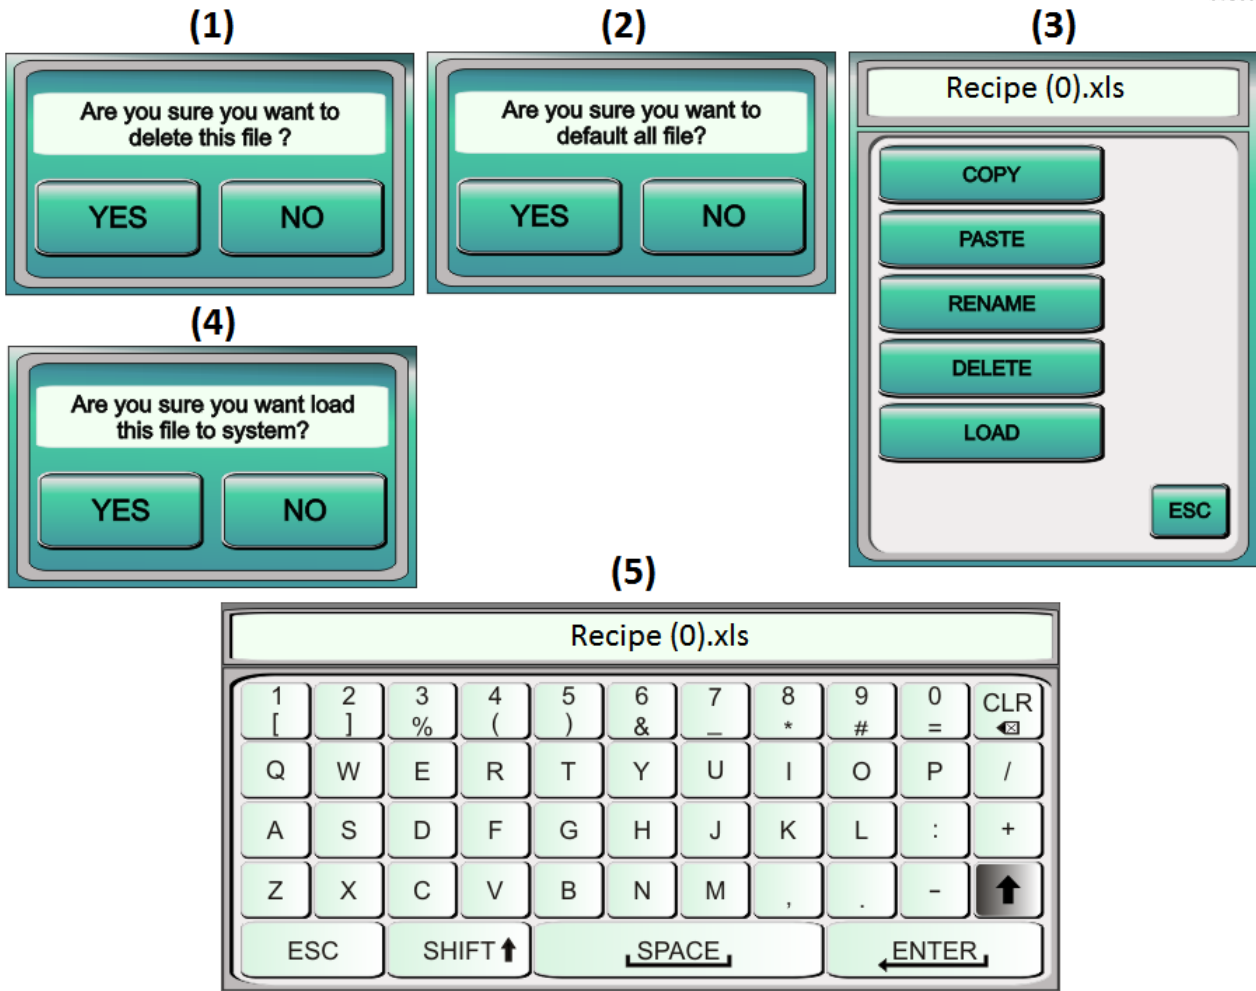 (1)
Are you sure you want to
delete this file ?
YES NO
(2)
Are you sure you want to
default all file?
YES NO
(3)
Recipe (0).xls
COPY
PASTE
RENAME
DELETE
LOAD
ESC
(4)
Are you sure you want load
this file to system?
YES NO
(5)
Recipe (0).xls
1 2 3 4 5 6 7 8 9 0 CLR
[ ] % ( ) & _ * # =
Q W E R T Y U I O P /
A S D F G H J K L : +
Z X C V B N M , . -
ESC SHIFT SPACE ENTER